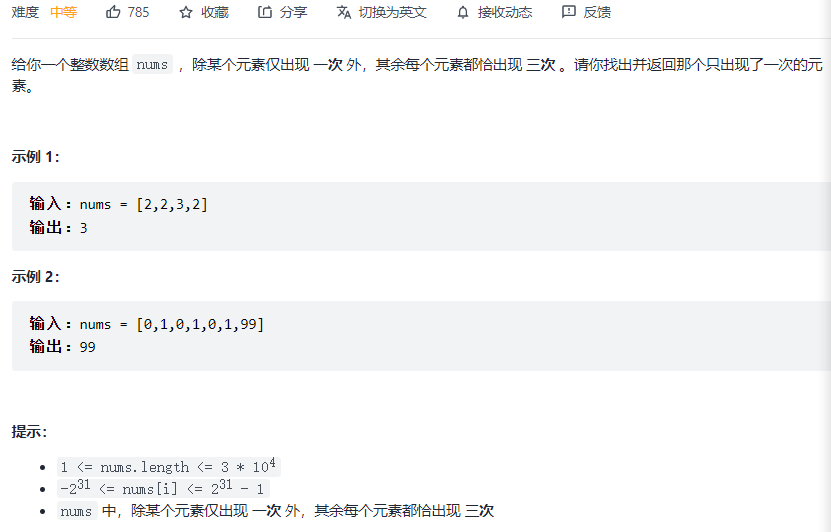 难度 中等 785 收藏 分享 切换为英文 接收动态 反馈
给你一个整数数组 nums ，除某个元素仅出现 一次 外，其余每个元素都恰出现 三次 。请你找出并返回那个只出现了一次的元
素。
示例 1：
输入：nums = [2,2,3,2]
输出：3
示例 2：
输入：nums = [0,1,0,1,0,1,99]
输出：99
提示：
• 1 <= nums.length <= 3 * 10⁴
• -2³¹ <= nums[i] <= 2³¹ - 1
• nums 中，除某个元素仅出现 一次 外，其余每个元素都恰出现 三次